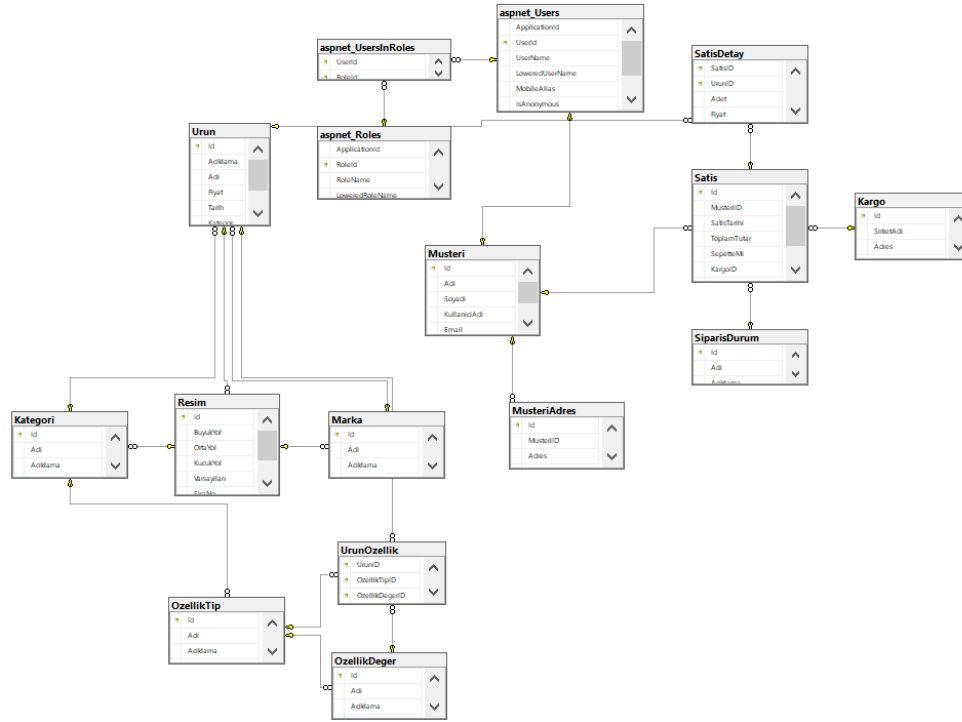 aspnet_Users
ApplicationId
UserId
UserName
LoweredUserName
MobileAlias
IsAnonymous
aspnet_UsersInRoles
UserId
RoleId
SatisDetay
SatisID
UrunID
Adet
Fiyat
Urun
Id
Aciklama
Adi
Fiyat
Tarih
aspnet_Roles
ApplicationId
RoleId
RoleName
LoweredRoleName
Satis
Id
MusteriID
SatisTarihi
ToplamTutar
SepetteMi
KargoID
Kargo
Id
SirketAdi
Adres
Musteri
Id
Adi
Soyadi
KullaniciAdi
Email
SiparisDurum
Id
Adi
Aciklama
MusteriAdres
Id
MusteriID
Adres
Kategori
Id
Adi
Aciklama
Resim
Id
BuyukYol
OrtaYol
KucukYol
Varsayilan
SiraNo
Marka
Id
Adi
Aciklama
UrunOzellik
UrunID
OzellikTipID
OzellikDegerID
OzellikTip
Id
Adi
Aciklama
OzellikDeger
Id
Adi
Aciklama